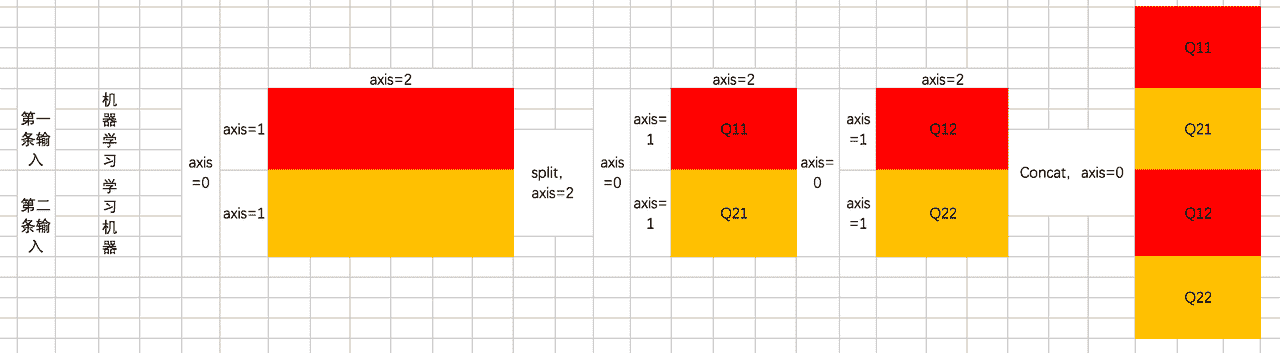 第一
条输
入
机
器
学
习
第二
条输
入
学
习
机
器
axis
=0
axis=2
axis=1
axis=1
split,
axis=2
axis
=0
axis=2
axis=
1
Q11
axis=
1
Q21
axis=
0
axis=2
axis
=1
Q12
axis
=1
Q22
Concat, axis=0
Q11
Q21
Q12
Q22